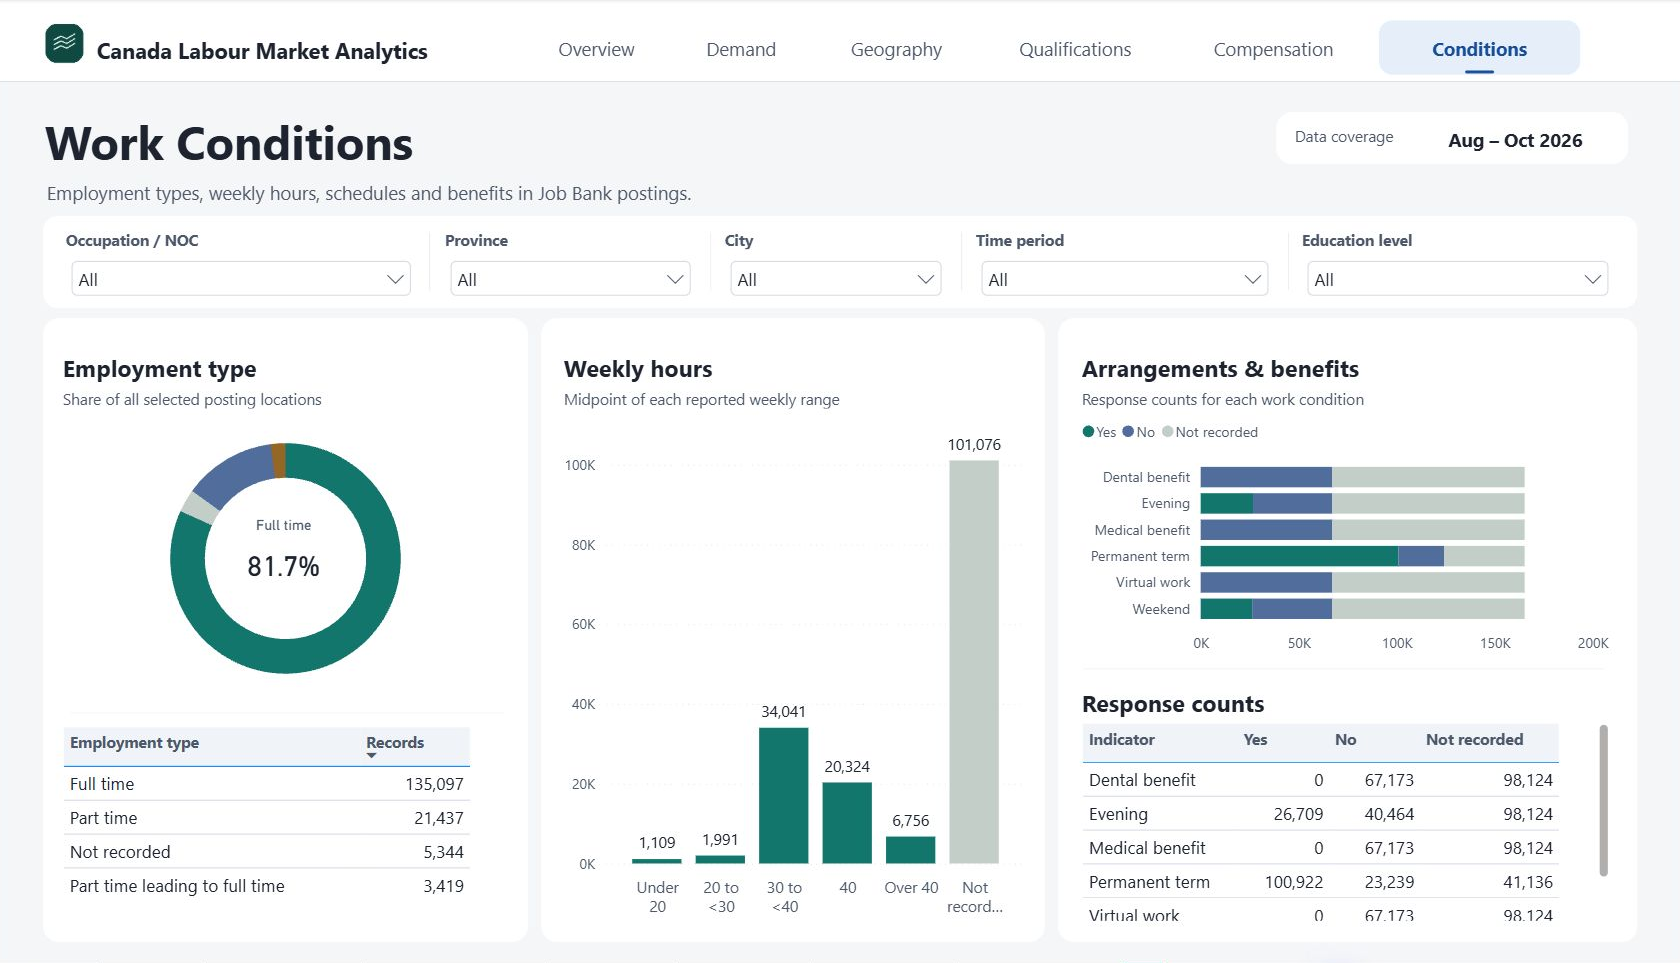 Canada Labour Market Analytics
Overview
Demand
Geography
Qualifications
Compensation
Conditions
Work Conditions
Data coverage
Aug – Oct 2026
Employment types, weekly hours, schedules and benefits in Job Bank postings.
Occupation / NOC
All
Province
All
City
All
Time period
All
Education level
All
Employment type
Share of all selected posting locations
Full time
81.7%
Employment type Records
Full time 135,097
Part time 21,437
Not recorded 5,344
Part time leading to full time 3,419
Weekly hours
Midpoint of each reported weekly range
100K
80K
60K
40K
20K
0K
1,109
1,991
34,041
20,324
6,756
101,076
Under
20
20 to
<30
30 to
<40
40
Over 40
Not
record...
Arrangements & benefits
Response counts for each work condition
Yes No Not recorded
Dental benefit
Evening
Medical benefit
Permanent term
Virtual work
Weekend
0K 50K 100K 150K 200K
Response counts
Indicator Yes No Not recorded
Dental benefit 0 67,173 98,124
Evening 26,709 40,464 98,124
Medical benefit 0 67,173 98,124
Permanent term 100,922 23,239 41,136
Virtual work 0 67,173 98,124